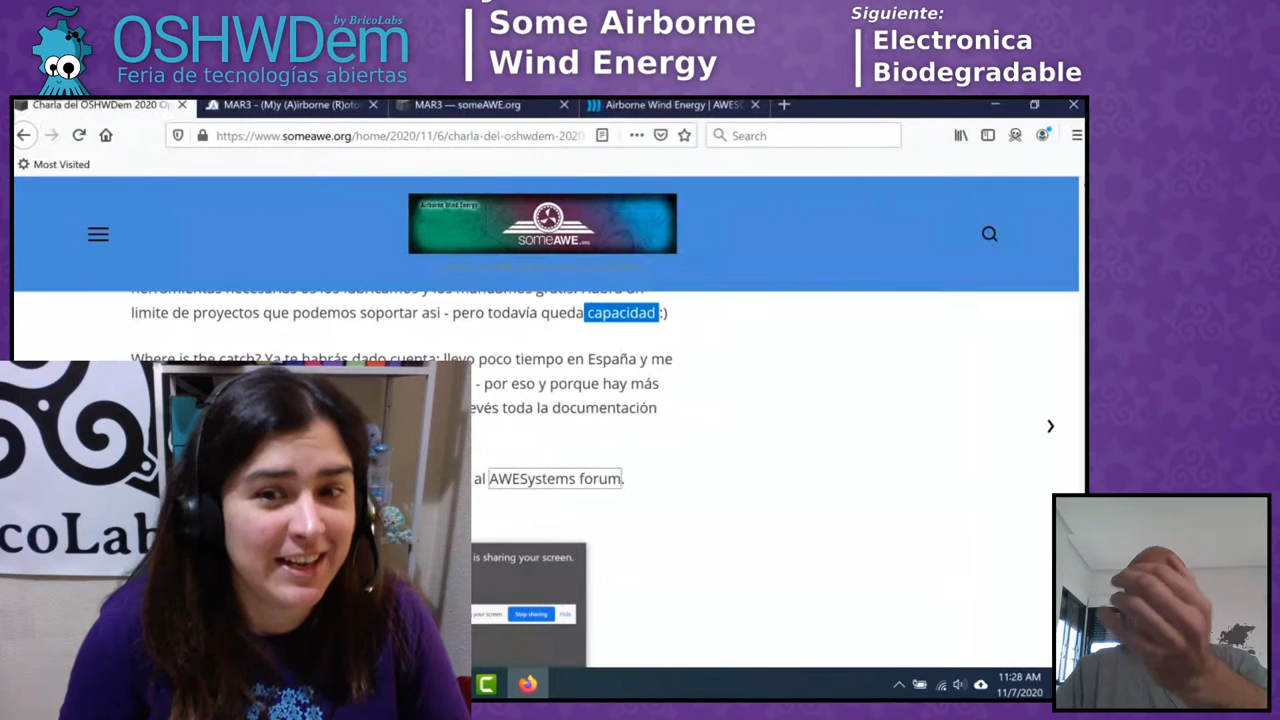 by BricoLabs
OSHWDem
Feria de tecnologías abiertas
Some Airborne
Wind Energy
Siguiente:
Electronica
Biodegradable
Charla del OSHWDem 2020 Op
MAR3 - (M)y (A)irborne (R)oto
MAR3 — someAWE.org
Airborne Wind Energy | AWES
https://www.someawe.org/home/2020/11/6/charla-del-oshwdem-2020
Search
Most Visited
Airborne Wind Energy
someAWE.ORG
limite de proyectos que podemos soportar asi - pero todavía queda capacidad :)
Where is the catch? Ya te habrás dado cuenta: llevo poco tiempo en España y me
- por eso y porque hay más
evés toda la documentación
al AWESystems forum.
is sharing your screen.
your screen
Stop sharing
Hide
ricoLab
11:28 AM
11/7/2020